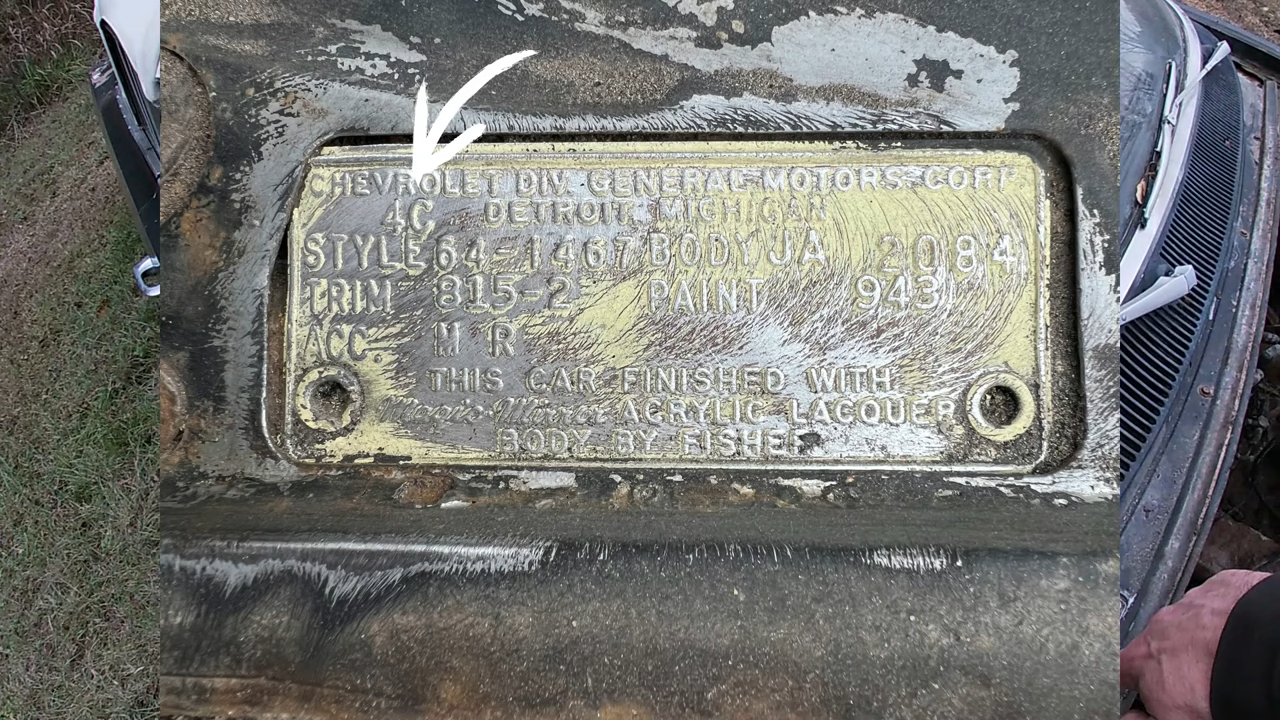 CHEVROLET DIV. GENERAL MOTORS CORP
4C DETROIT, MICHIGAN
STYLE 64-1467 BODY JA 2084
TRIM 815-2 PAINT 943
ACC. M R
THIS CAR FINISHED WITH
Magic-Mirror ACRYLIC LACQUER
BODY BY FISHER